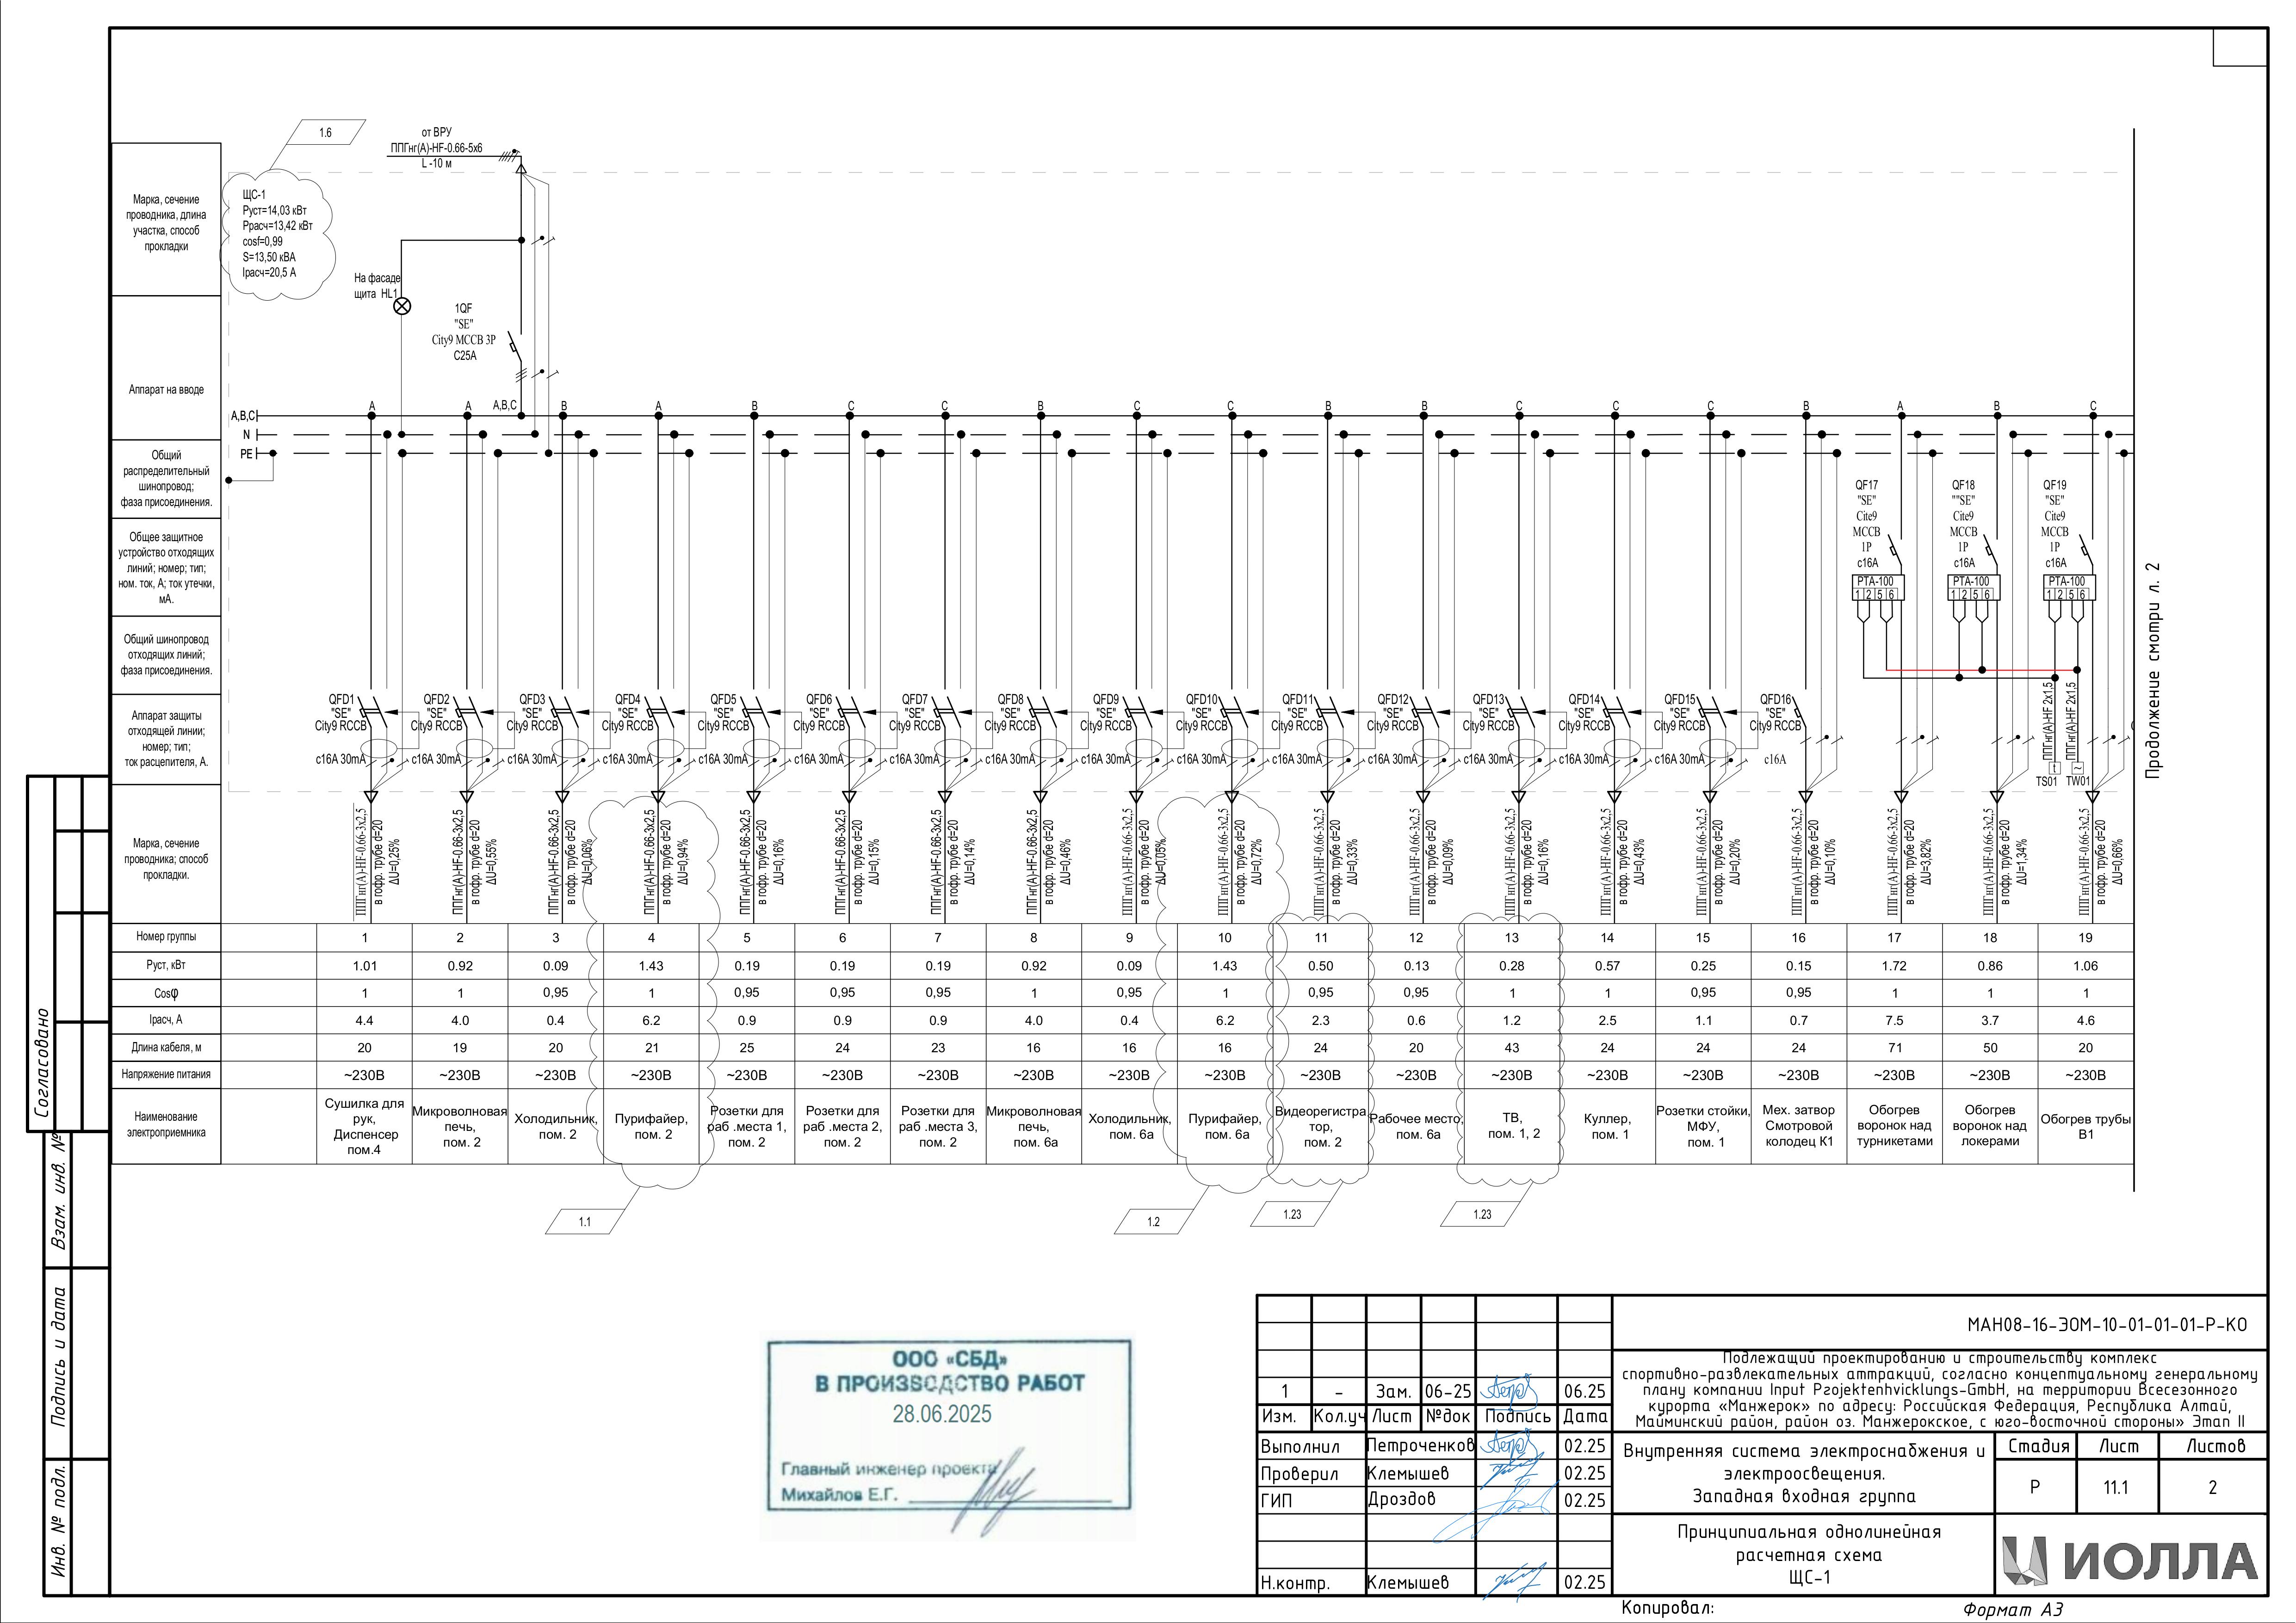 1.6
от ВРУ
ППГнг(А)-HF-0.66-5х6
L -10 м
Марка, сечение
проводника, длина
участка, способ
прокладки
ЩС-1
Руст=14,03 кВт
Ррасч=13,42 кВт
cosf=0,99
S=13,50 кВА
Iрасч=20,5 А
На фасаде
щита HL1
1QF
"SE"
City9 MCCB 3P
C25A
Аппарат на вводе
А,В,С
N
PE
A A A,B,C B A B C C B C C B B C C C B A B C
Общий
распределительный
шинопровод;
фаза присоединения.
Общее защитное
устройство отходящих
линий; номер; тип;
ном. ток, А; ток утечки,
мА.
Общий шинопровод
отходящих линий;
фаза присоединения.
Аппарат защиты
отходящей линии;
номер; тип;
ток расцепителя, А.
Марка, сечение
проводника; способ
прокладки.
QF17
"SE"
Cite9
MCCB
1P
c16A
PTA-100
1 2 5 6
QF18
""SE"
Cite9
MCCB
1P
c16A
PTA-100
1 2 5 6
QF19
"SE"
Cite9
MCCB
1P
c16A
PTA-100
1 2 5 6
ППГнг(А)-HF 2х1,5
ППГнг(А)-HF 2х1,5
t
~
TS01 TW01
Продолжение смотри л. 2
QFD1 QFD2 QFD3 QFD4 QFD5 QFD6 QFD7 QFD8 QFD9 QFD10 QFD11 QFD12 QFD13 QFD14 QFD15 QFD16
"SE" "SE" "SE" "SE" "SE" "SE" "SE" "SE" "SE" "SE" "SE" "SE" "SE" "SE" "SE" "SE"
City9 RCCB City9 RCCB City9 RCCB City9 RCCB City9 RCCB City9 RCCB City9 RCCB City9 RCCB City9 RCCB City9 RCCB City9 RCCB City9 RCCB City9 RCCB City9 RCCB City9 RCCB City9 RCCB
c16A 30mA c16A 30mA c16A 30mA c16A 30mA c16A 30mA c16A 30mA c16A 30mA c16A 30mA c16A 30mA c16A 30mA c16A 30mA c16A 30mA c16A 30mA c16A 30mA c16A 30mA c16A
ППГнг(А)-HF-0.66-3х2,5
в гофр. трубе d=20
ΔU=0,25%
ППГнг(А)-HF-0.66-3х2,5
в гофр. трубе d=20
ΔU=0,55%
ППГнг(А)-HF-0.66-3х2,5
в гофр. трубе d=20
ΔU=0,06%
ППГнг(А)-HF-0.66-3х2,5
в гофр. трубе d=20
ΔU=0,94%
ППГнг(А)-HF-0.66-3х2,5
в гофр. трубе d=20
ΔU=0,16%
ППГнг(А)-HF-0.66-3х2,5
в гофр. трубе d=20
ΔU=0,15%
ППГнг(А)-HF-0.66-3х2,5
в гофр. трубе d=20
ΔU=0,14%
ППГнг(А)-HF-0.66-3х2,5
в гофр. трубе d=20
ΔU=0,46%
ППГнг(А)-HF-0.66-3х2,5
в гофр. трубе d=20
ΔU=0,05%
ППГнг(А)-HF-0.66-3х2,5
в гофр. трубе d=20
ΔU=0,72%
ППГнг(А)-HF-0.66-3х2,5
в гофр. трубе d=20
ΔU=0,33%
ППГнг(А)-HF-0.66-3х2,5
в гофр. трубе d=20
ΔU=0,09%
ППГнг(А)-HF-0.66-3х2,5
в гофр. трубе d=20
ΔU=0,16%
ППГнг(А)-HF-0.66-3х2,5
в гофр. трубе d=20
ΔU=0,43%
ППГнг(А)-HF-0.66-3х2,5
в гофр. трубе d=20
ΔU=0,20%
ППГнг(А)-HF-0.66-3х2,5
в гофр. трубе d=20
ΔU=0,10%
ППГнг(А)-HF-0.66-3х2,5
в гофр. трубе d=20
ΔU=3,82%
ППГнг(А)-HF-0.66-3х2,5
в гофр. трубе d=20
ΔU=1,34%
ППГнг(А)-HF-0.66-3х2,5
в гофр. трубе d=20
ΔU=0,66%
Номер группы 1 2 3 4 5 6 7 8 9 10 11 12 13 14 15 16 17 18 19
Руст, кВт 1.01 0.92 0.09 1.43 0.19 0.19 0.19 0.92 0.09 1.43 0.50 0.13 0.28 0.57 0.25 0.15 1.72 0.86 1.06
Cosφ 1 1 0,95 1 0,95 0,95 0,95 1 0,95 1 0,95 0,95 1 1 0,95 0,95 1 1 1
Iрасч, А 4.4 4.0 0.4 6.2 0.9 0.9 0.9 4.0 0.4 6.2 2.3 0.6 1.2 2.5 1.1 0.7 7.5 3.7 4.6
Длина кабеля, м 20 19 20 21 25 24 23 16 16 16 24 20 43 24 24 24 71 50 20
Напряжение питания ~230В ~230В ~230В ~230В ~230В ~230В ~230В ~230В ~230В ~230В ~230В ~230В ~230В ~230В ~230В ~230В ~230В ~230В ~230В
Наименование
электроприемника
Сушилка для
рук,
Диспенсер
пом.4
Микроволновая
печь,
пом. 2
Холодильник,
пом. 2
Пурифайер,
пом. 2
Розетки для
раб .места 1,
пом. 2
Розетки для
раб .места 2,
пом. 2
Розетки для
раб .места 3,
пом. 2
Микроволновая
печь,
пом. 6а
Холодильник,
пом. 6а
Пурифайер,
пом. 6а
Видеорегистра
тор,
пом. 2
Рабочее место,
пом. 6а
ТВ,
пом. 1, 2
Куллер,
пом. 1
Розетки стойки,
МФУ,
пом. 1
Мех. затвор
Смотровой
колодец К1
Обогрев
воронок над
турникетами
Обогрев
воронок над
локерами
Обогрев трубы
В1
1.1
1.2
1.23
1.23
Согласовано
Взам. инв. №
Подпись и дата
Инв. № подл.
ООО «СБД»
В ПРОИЗВОДСТВО РАБОТ
28.06.2025
Главный инженер проекта
Михайлов Е.Г.
МАН08-16-ЭОМ-10-01-01-01-Р-КО
Подлежащий проектированию и строительству комплекс
спортивно-развлекательных аттракций, согласно концептуальному генеральному
плану компании Input Projektenhvicklungs-GmbH, на территории Всесезонного
курорта «Манжерок» по адресу: Российская Федерация, Республика Алтай,
Майминский район, район оз. Манжерокское, с юго-восточной стороны» Этап II
1 - Зам. 06-25 06.25
Изм. Кол.уч Лист №док Подпись Дата
Выполнил Петроченков 02.25
Проверил Клемышев 02.25
ГИП Дроздов 02.25
Н.контр. Клемышев 02.25
Внутренняя система электроснабжения и
электроосвещения.
Западная входная группа
Стадия Лист Листов
Р 11.1 2
Принципиальная однолинейная
расчетная схема
ЩС-1
ИОЛЛА
Копировал:
Формат А3